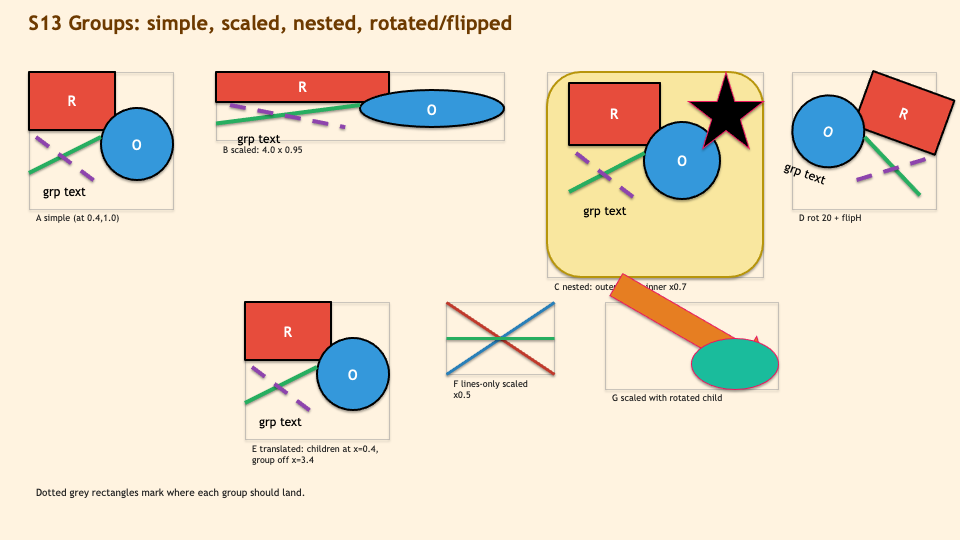 S13 Groups: simple, scaled, nested, rotated/flipped
R
O
grp text
A simple (at 0.4,1.0)
R
O
grp text
B scaled: 4.0 x 0.95
R
O
grp text
C nested: outer inner x0.7
R
O
grp text
D rot 20 + flipH
R
O
grp text
E translated: children at x=0.4,
group off x=3.4
F lines-only scaled
x0.5
G scaled with rotated child
Dotted grey rectangles mark where each group should land.